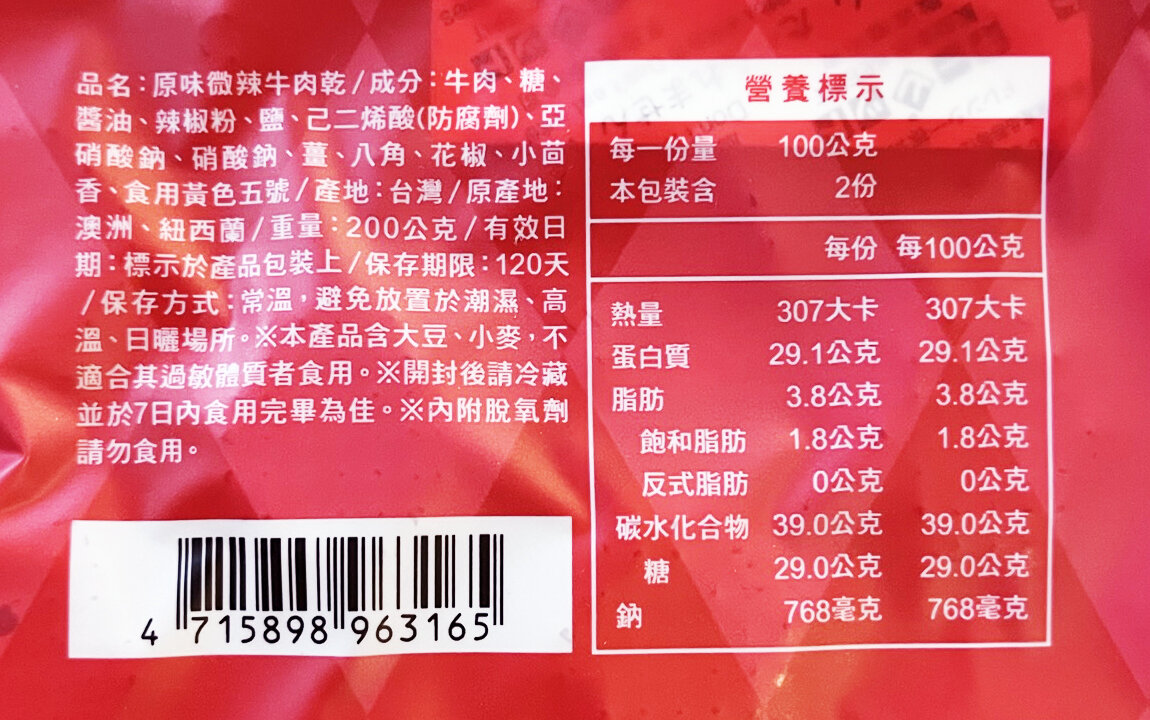 品名：原味微辣牛肉乾/成分：牛肉、糖、
醬油、辣椒粉、鹽、己二烯酸(防腐劑)、亞
硝酸鈉、硝酸鈉、薑、八角、花椒、小茴
香、食用黃色五號/產地：台灣/原產地：
澳洲、紐西蘭/重量：200公克/有效日
期：標示於產品包裝上/保存期限：120天
/保存方式：常溫，避免放置於潮濕、高
溫、日曬場所。※本產品含大豆、小麥，不
適合其過敏體質者食用。※開封後請冷藏
並於7日內食用完畢為佳。※內附脫氧劑
請勿食用。
4 715898 963165
營養標示
每一份量 100公克
本包裝含 2份
每份 每100公克
熱量 307大卡 307大卡
蛋白質 29.1公克 29.1公克
脂肪 3.8公克 3.8公克
飽和脂肪 1.8公克 1.8公克
反式脂肪 0公克 0公克
碳水化合物 39.0公克 39.0公克
糖 29.0公克 29.0公克
鈉 768毫克 768毫克